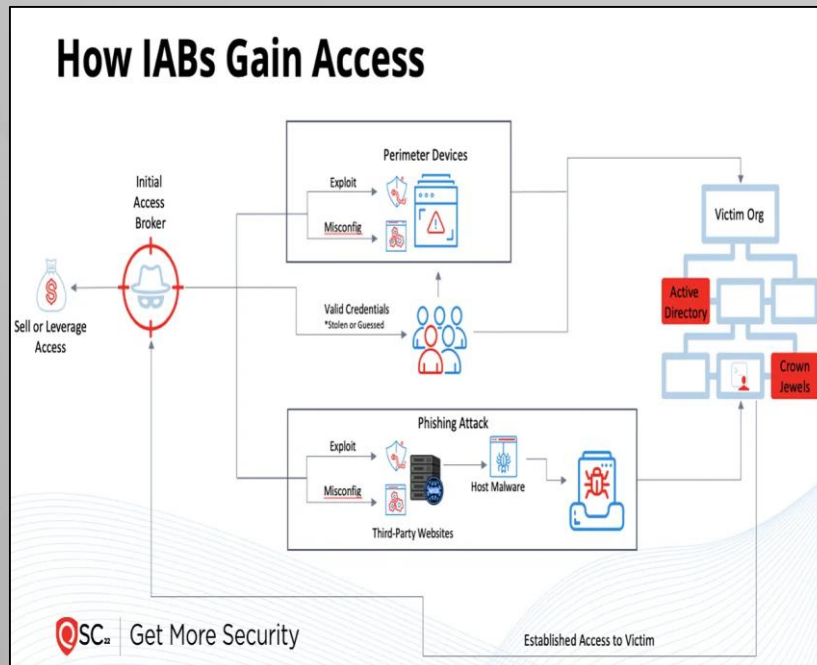 How IABs Gain Access
Perimeter Devices
Exploit
Misconfig
Initial
Access
Broker
Sell or Leverage
Access
Valid Credentials
*Stolen or Guessed
Victim Org
Active
Directory
Crown
Jewels
Phishing Attack
Exploit
Misconfig
Host Malware
Third-Party Websites
Established Access to Victim
QSC22 Get More Security